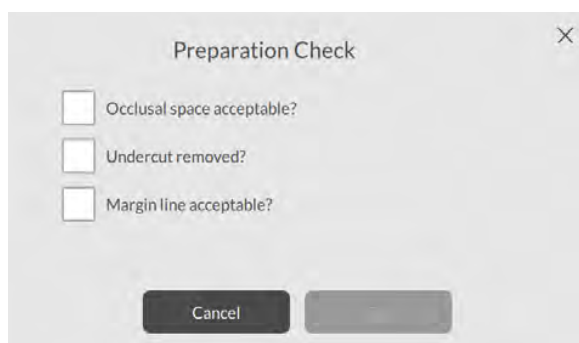 Preparation Check
Occlusal space acceptable?
Undercut removed?
Margin line acceptable?
Cancel